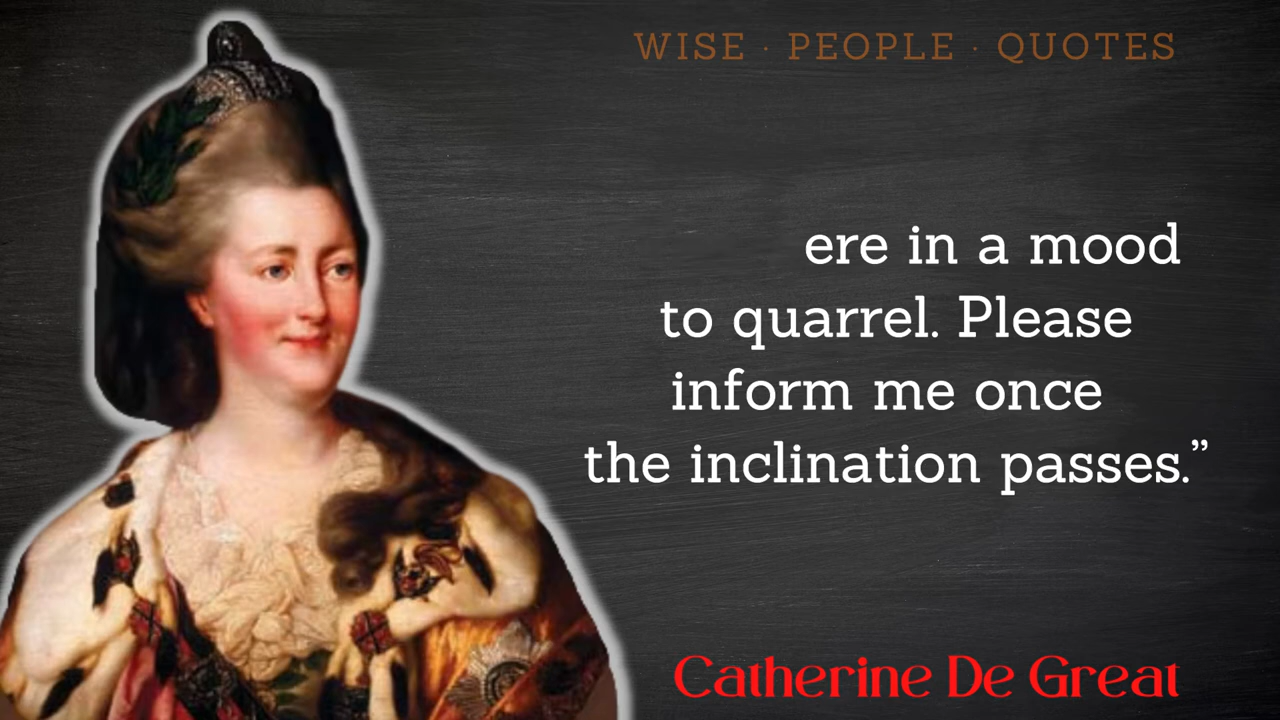 WISE · PEOPLE · QUOTES
ere in a mood
to quarrel. Please
inform me once
the inclination passes.”
Catherine De Great